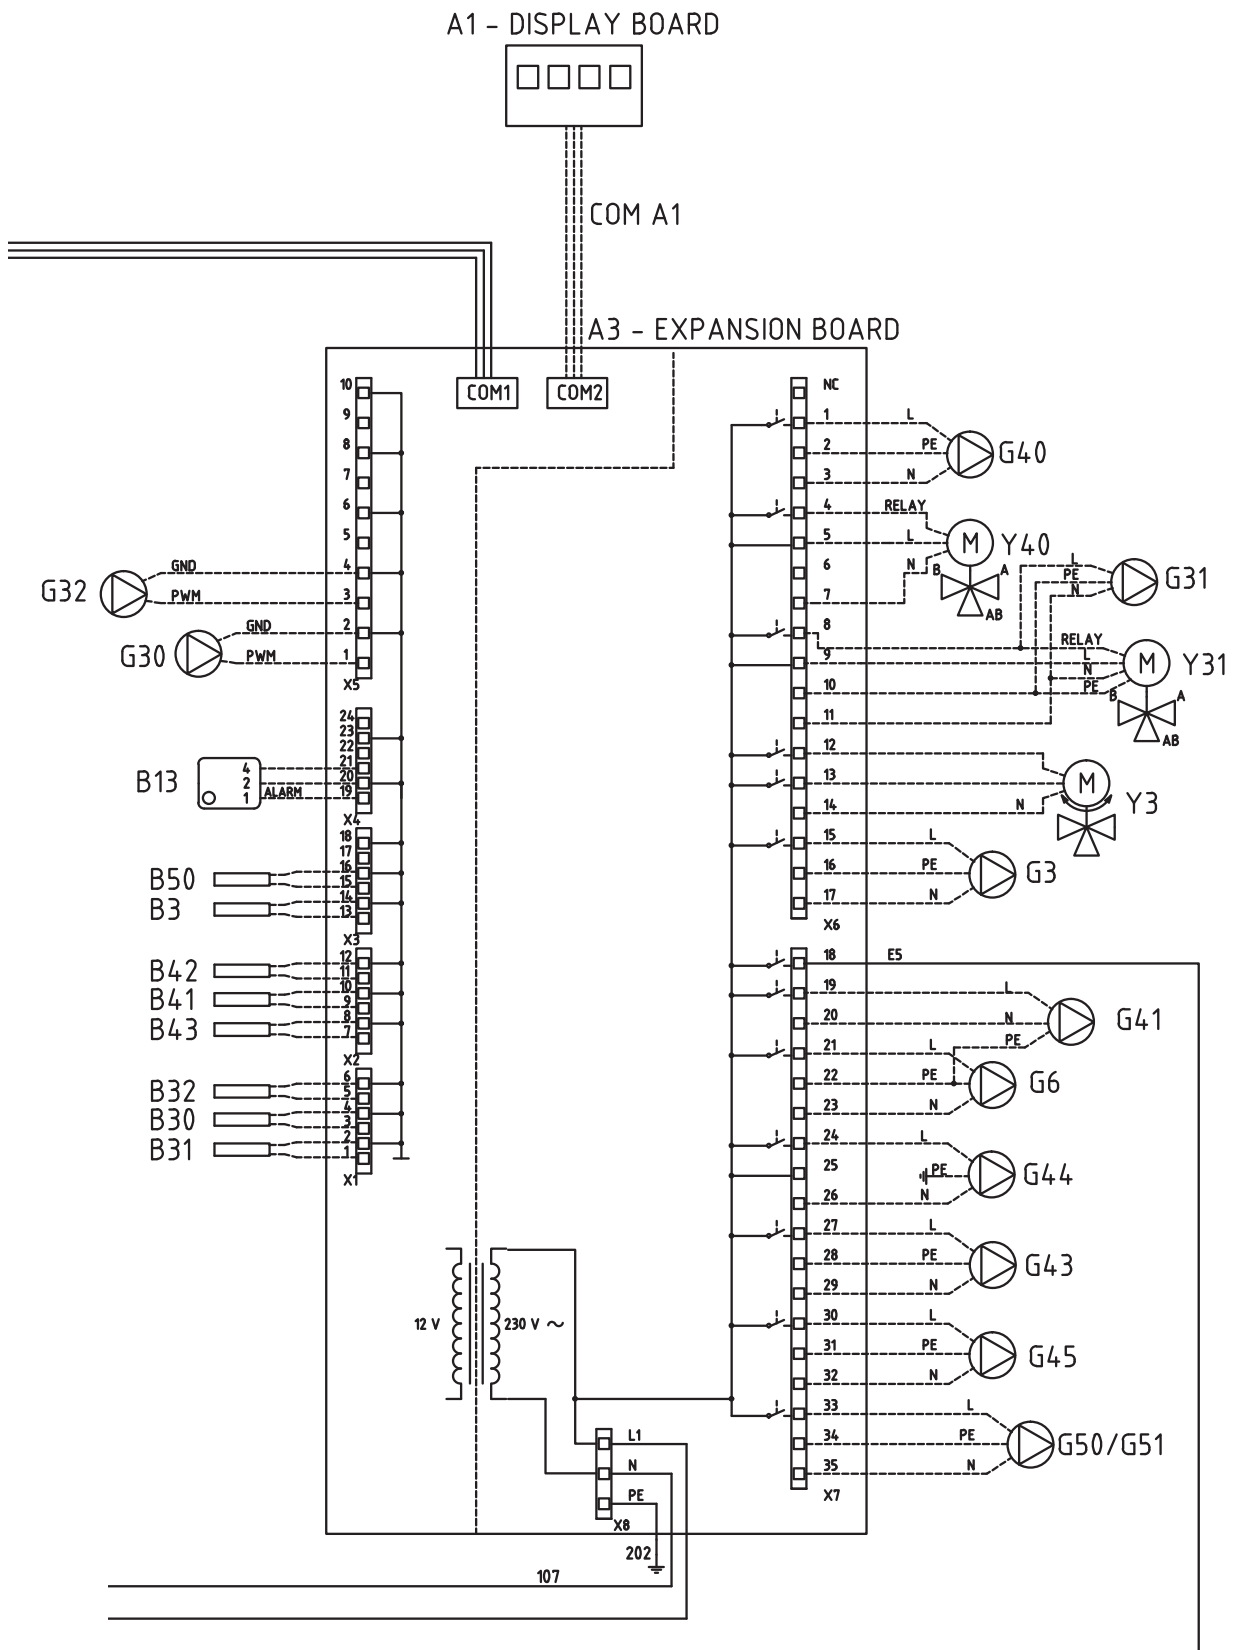 A1 - DISPLAY BOARD
COM A1
A3 - EXPANSION BOARD
COM1
COM2
10
9
8
7
6
5
4
3
2
1
X5
GND
PWM
G32
GND
PWM
G30
24
23
22
21
20
19
X4
B13
4
2
1
ALARM
18
17
16
15
14
13
X3
B50
B3
12
11
10
9
8
7
X2
B42
B41
B43
6
5
4
3
2
1
X1
B32
B30
B31
NC
1 L
2 PE
3 N
G40
4 RELAY
5 L
6
7 N
Y40
M
B
A
AB
8
9
10
11
L
PE
N
G31
RELAY
L
N
PE
M
Y31
B
A
AB
12
13
14 N
M
Y3
15 L
16 PE
17 N
G3
X6
18 E5
19 L
20 N
PE
G41
21 L
22 PE
23 N
G6
24 L
25 PE
26 N
G44
27 L
28 PE
29 N
G43
30 L
31 PE
32 N
G45
33 L
34 PE
35 N
G50/G51
X7
12 V
230 V ~
L1
N
PE
X8
202
107